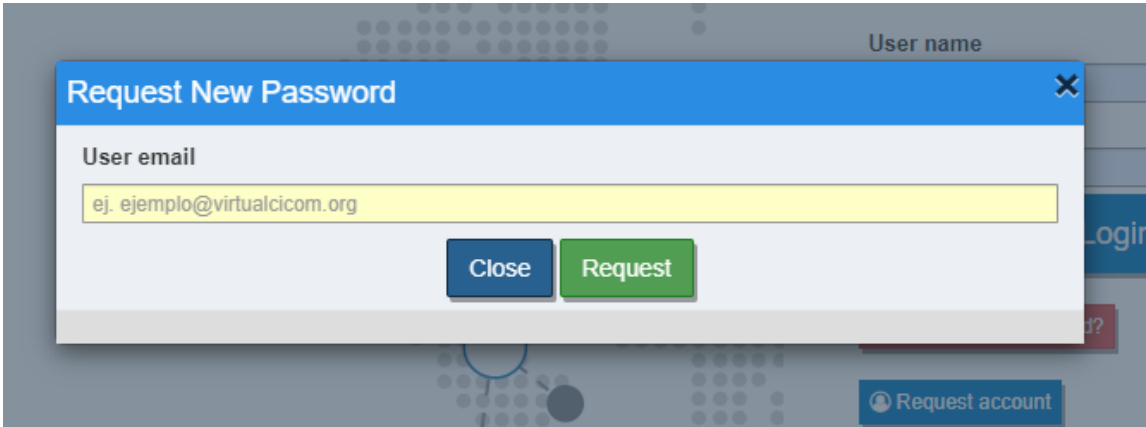 User name
Request New Password
User email
ej. ejemplo@virtualcicom.org
Close Request
Request account